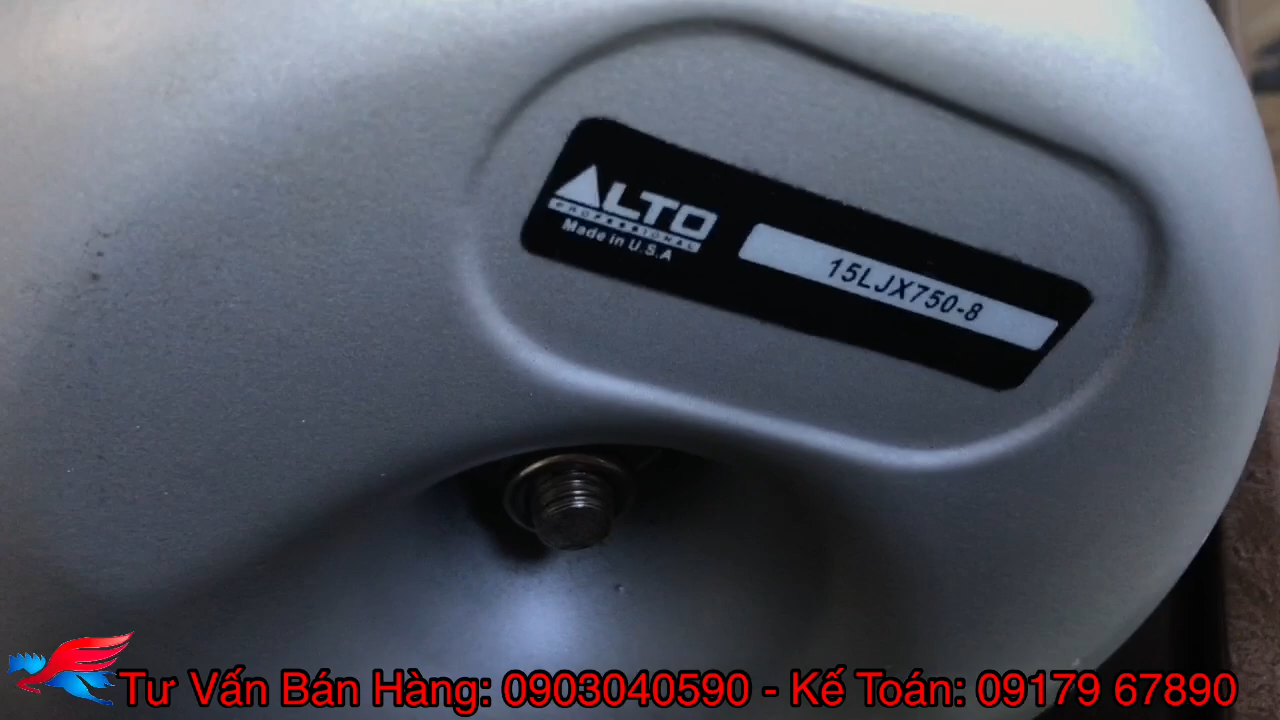 ALTO
PROFESSIONAL
Made in U.S.A
15LJX750-8
Tư Vấn Bán Hàng: 0903040590 - Kế Toán: 09179 67890